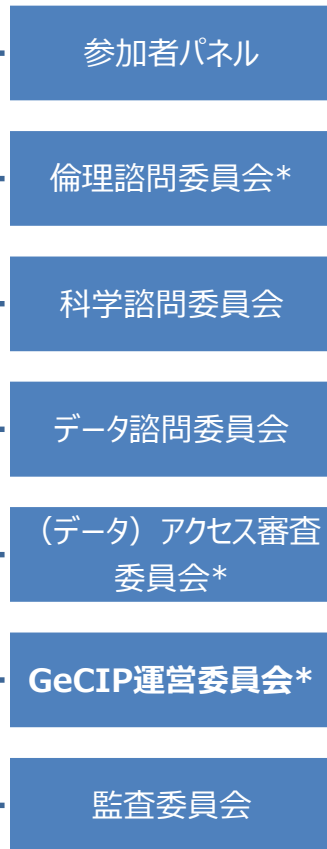 参加者パネル
倫理諮問委員会*
科学諮問委員会
データ諮問委員会
（データ）アクセス審査
委員会*
GeCIP運営委員会*
監査委員会